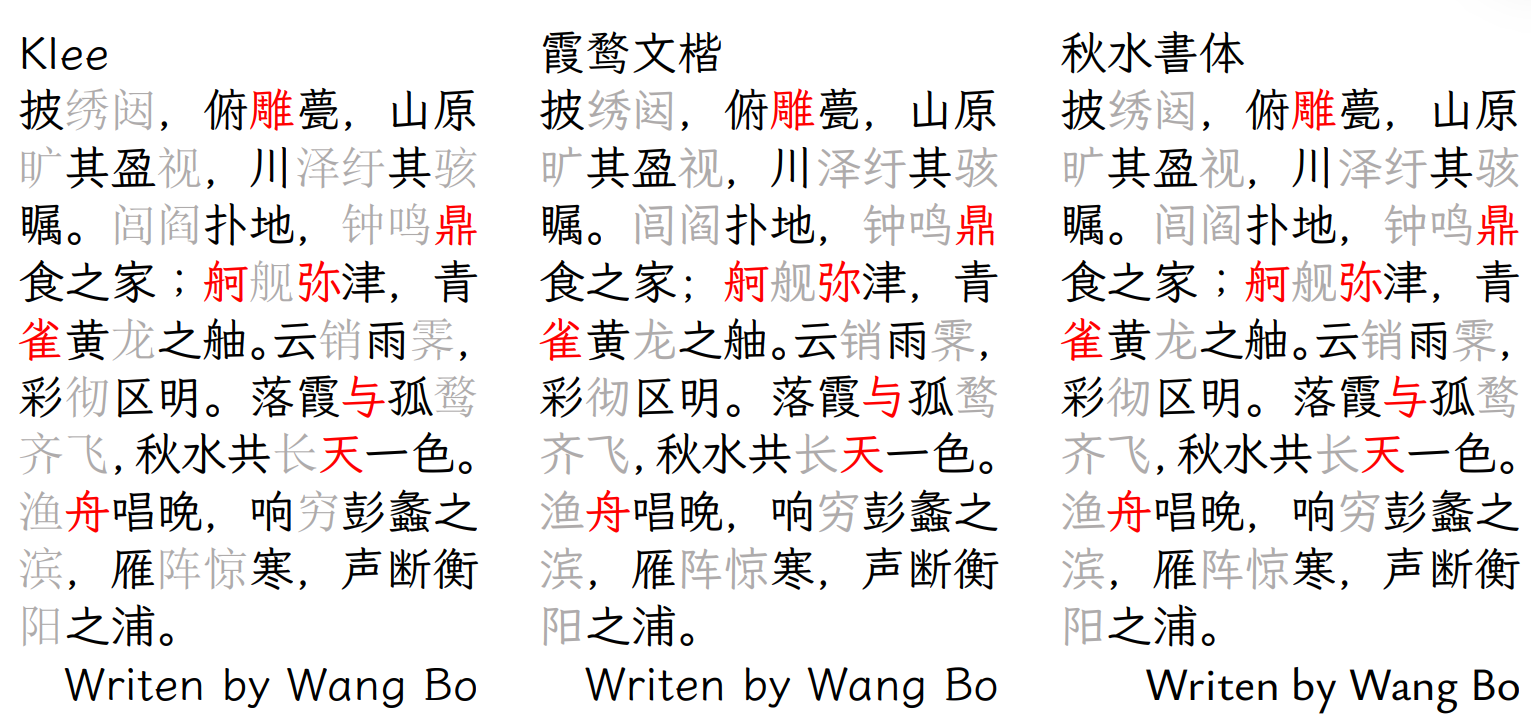 Klee
披绣闼，俯雕甍，山原
旷其盈视，川泽纡其骇
瞩。闾阎扑地，钟鸣鼎
食之家；舸舰弥津，青
雀黄龙之舳。云销雨霁，
彩彻区明。落霞与孤鹜
齐飞，秋水共长天一色。
渔舟唱晚，响穷彭蠡之
滨，雁阵惊寒，声断衡
阳之浦。
Writen by Wang Bo
霞鹜文楷
披绣闼，俯雕甍，山原
旷其盈视，川泽纡其骇
瞩。闾阎扑地，钟鸣鼎
食之家；舸舰弥津，青
雀黄龙之舳。云销雨霁，
彩彻区明。落霞与孤鹜
齐飞，秋水共长天一色。
渔舟唱晚，响穷彭蠡之
滨，雁阵惊寒，声断衡
阳之浦。
Writen by Wang Bo
秋水書体
披绣闼，俯雕甍，山原
旷其盈视，川泽纡其骇
瞩。闾阎扑地，钟鸣鼎
食之家；舸舰弥津，青
雀黄龙之舳。云销雨霁，
彩彻区明。落霞与孤鹜
齐飞，秋水共长天一色。
渔舟唱晚，响穷彭蠡之
滨，雁阵惊寒，声断衡
阳之浦。
Writen by Wang Bo